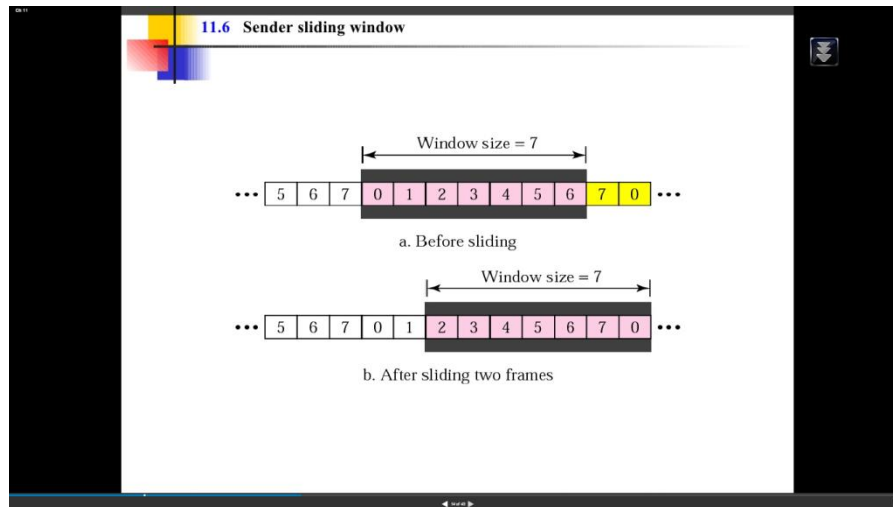 Ch 11
11.6 Sender sliding window
Window size = 7
••• 5 6 7 0 1 2 3 4 5 6 7 0 •••
a. Before sliding
Window size = 7
••• 5 6 7 0 1 2 3 4 5 6 7 0 •••
b. After sliding two frames